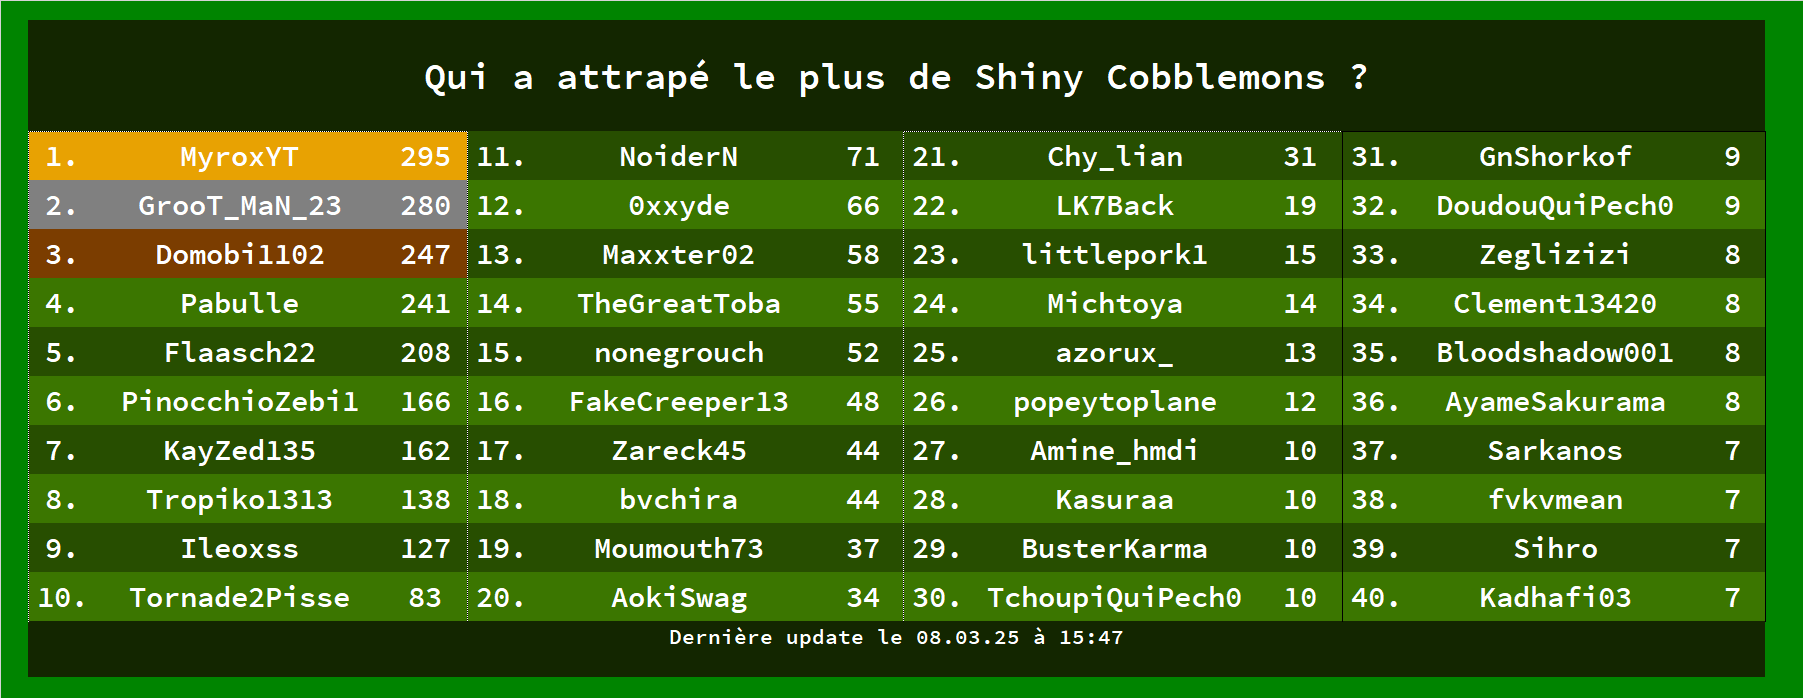 Qui a attrapé le plus de Shiny Cobblemons ?
1. MyroxYT 295
2. GrooT_MaN_23 280
3. Domobi1102 247
4. Pabulle 241
5. Flaasch22 208
6. PinocchioZebi1 166
7. KayZed135 162
8. Tropiko1313 138
9. Ileoxss 127
10. Tornade2Pisse 83
11. NoiderN 71
12. 0xxyde 66
13. Maxxter02 58
14. TheGreatToba 55
15. nonegrouch 52
16. FakeCreeper13 48
17. Zareck45 44
18. bvchira 44
19. Moumouth73 37
20. AokiSwag 34
21. Chy_lian 31
22. LK7Back 19
23. littlepork1 15
24. Michtoya 14
25. azorux_ 13
26. popeytoplane 12
27. Amine_hmdi 10
28. Kasuraa 10
29. BusterKarma 10
30. TchoupiQuiPech0 10
31. GnShorkof 9
32. DoudouQuiPech0 9
33. Zeglizizi 8
34. Clement13420 8
35. Bloodshadow001 8
36. AyameSakurama 8
37. Sarkanos 7
38. fvkvmean 7
39. Sihro 7
40. Kadhafi03 7
Dernière update le 08.03.25 à 15:47